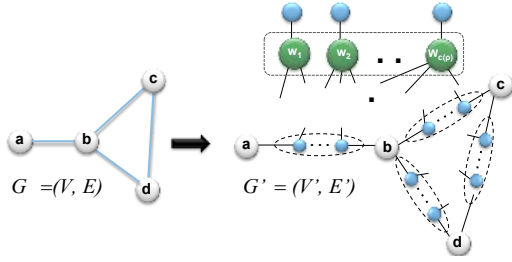 w1 w2 . . wc(p)
.
c
a b
d
G =(V, E)
c
a b
d
G' = (V', E')